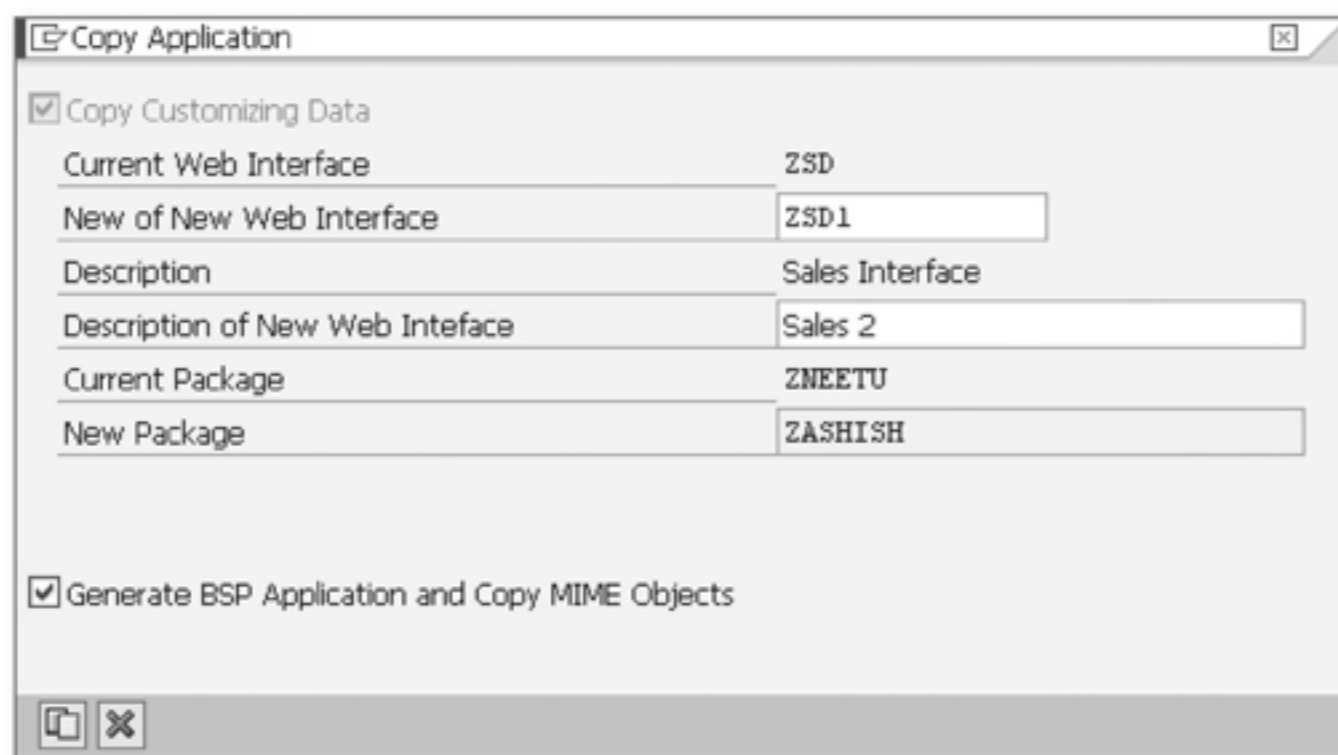 Copy Application
Copy Customizing Data
Current Web Interface ZSD
New of New Web Interface ZSD1
Description Sales Interface
Description of New Web Inteface Sales 2
Current Package ZNEETU
New Package ZASHISH
Generate BSP Application and Copy MIME Objects